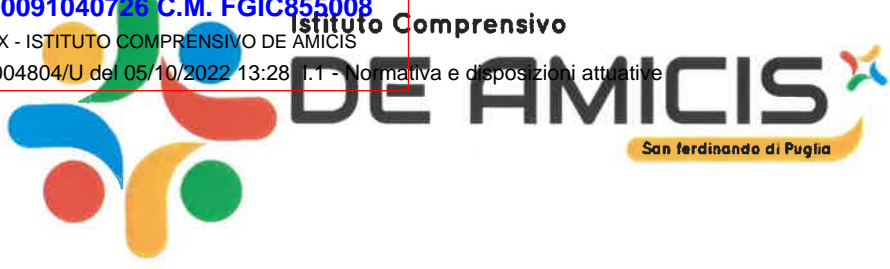 0091040726 C.M. FGIC855008
Istituto Comprensivo
X - ISTITUTO COMPRENSIVO DE AMICIS
004804/U del 05/10/2022 13:28 I.1 - Normativa e disposizioni attuative
DE AMICIS
San ferdinando di Puglia